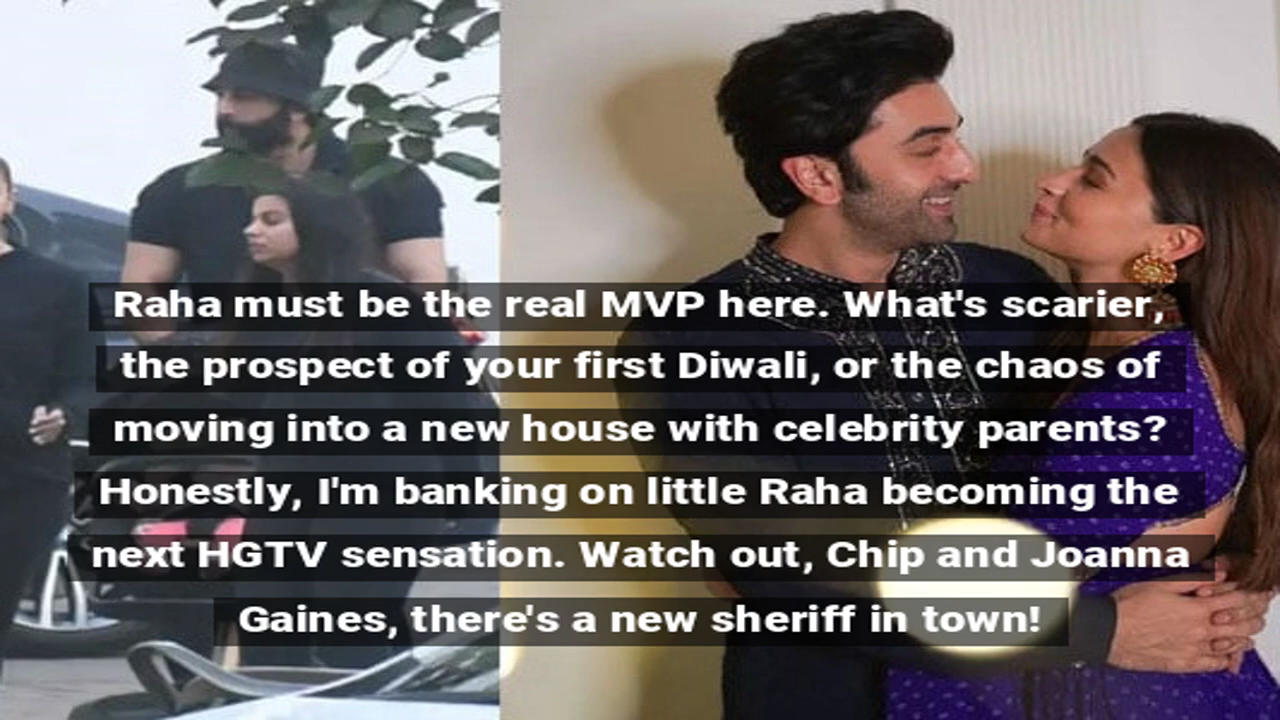 Raha must be the real MVP here. What's scarier,
the prospect of your first Diwali, or the chaos of
moving into a new house with celebrity parents?
Honestly, I'm banking on little Raha becoming the
next HGTV sensation. Watch out, Chip and Joanna
Gaines, there's a new sheriff in town!